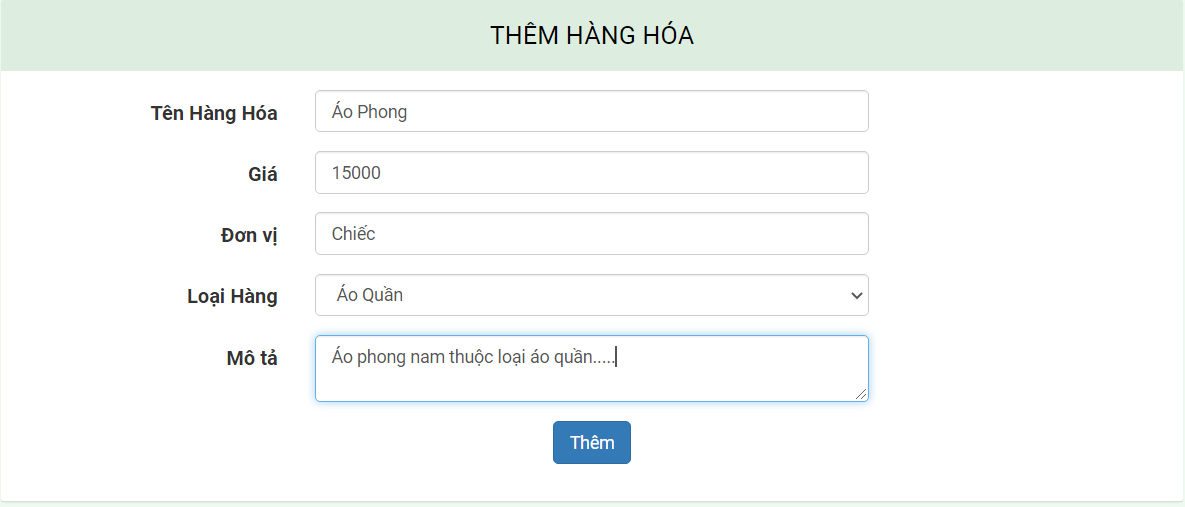 THÊM HÀNG HÓA
Tên Hàng Hóa Áo Phong
Giá 15000
Đơn vị Chiếc
Loại Hàng Áo Quần
Mô tả Áo phong nam thuộc loại áo quần.....
Thêm